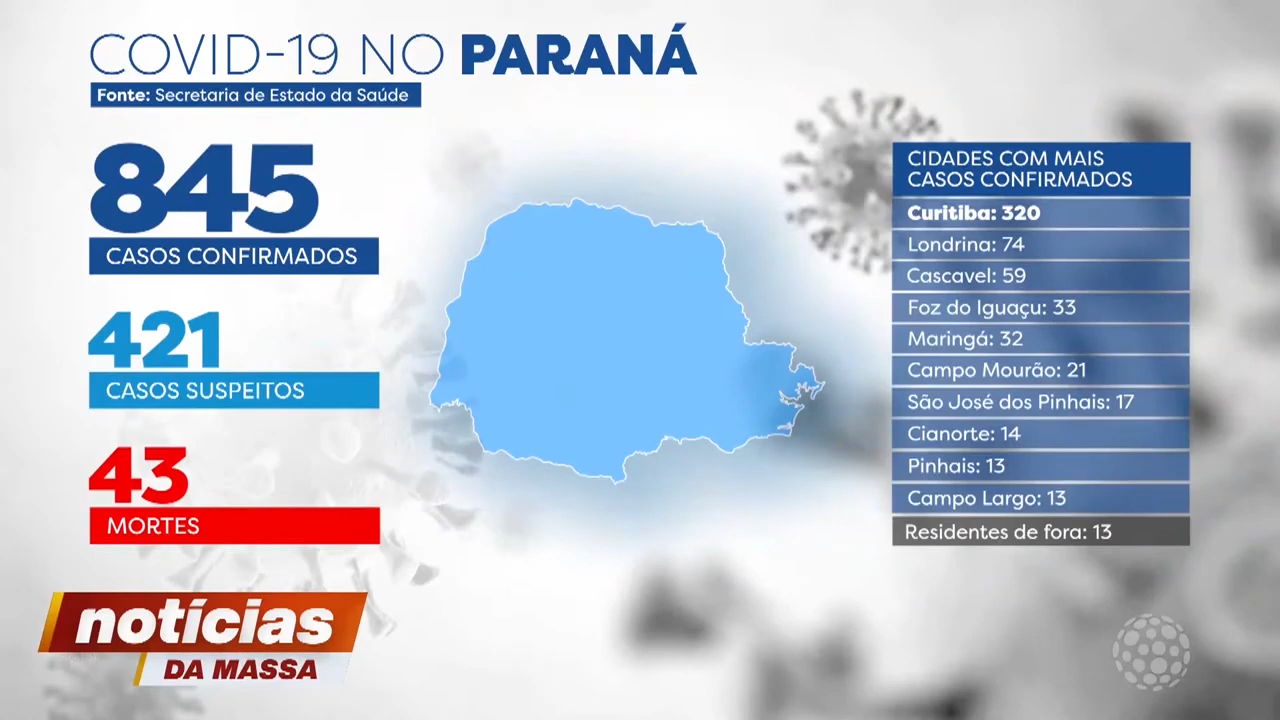 COVID-19 NO PARANÁ
Fonte: Secretaria de Estado da Saúde
845
CASOS CONFIRMADOS
421
CASOS SUSPEITOS
43
MORTES
CIDADES COM MAIS
CASOS CONFIRMADOS
Curitiba: 320
Londrina: 74
Cascavel: 59
Foz do Iguaçu: 33
Maringá: 32
Campo Mourão: 21
São José dos Pinhais: 17
Cianorte: 14
Pinhais: 13
Campo Largo: 13
Residentes de fora: 13
notícias
DA MASSA